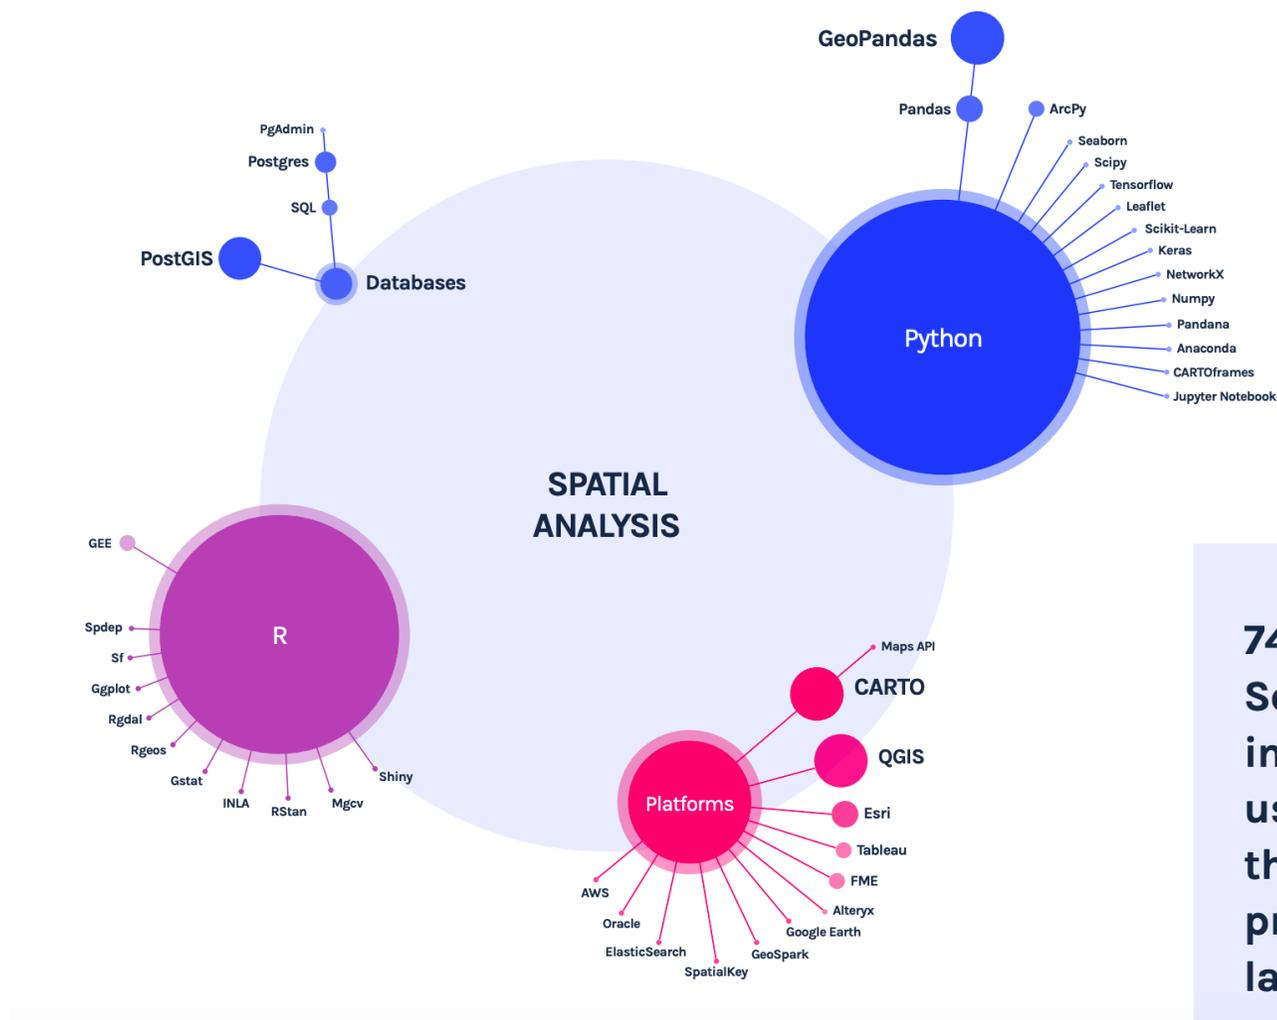 GeoPandas
Pandas
ArcPy
Seaborn
Scipy
Tensorflow
Leaflet
Scikit-Learn
Keras
NetworkX
Numpy
Pandana
Anaconda
CARTOframes
Jupyter Notebook
Python
PgAdmin
Postgres
SQL
PostGIS
Databases
SPATIAL
ANALYSIS
GEE
Spdep
Sf
Ggplot
Rgdal
Rgeos
Gstat
INLA
RStan
Mgcv
Shiny
R
Maps API
CARTO
QGIS
Platforms
Esri
Tableau
FME
Alteryx
Google Earth
GeoSpark
SpatialKey
ElasticSearch
Oracle
AWS
in